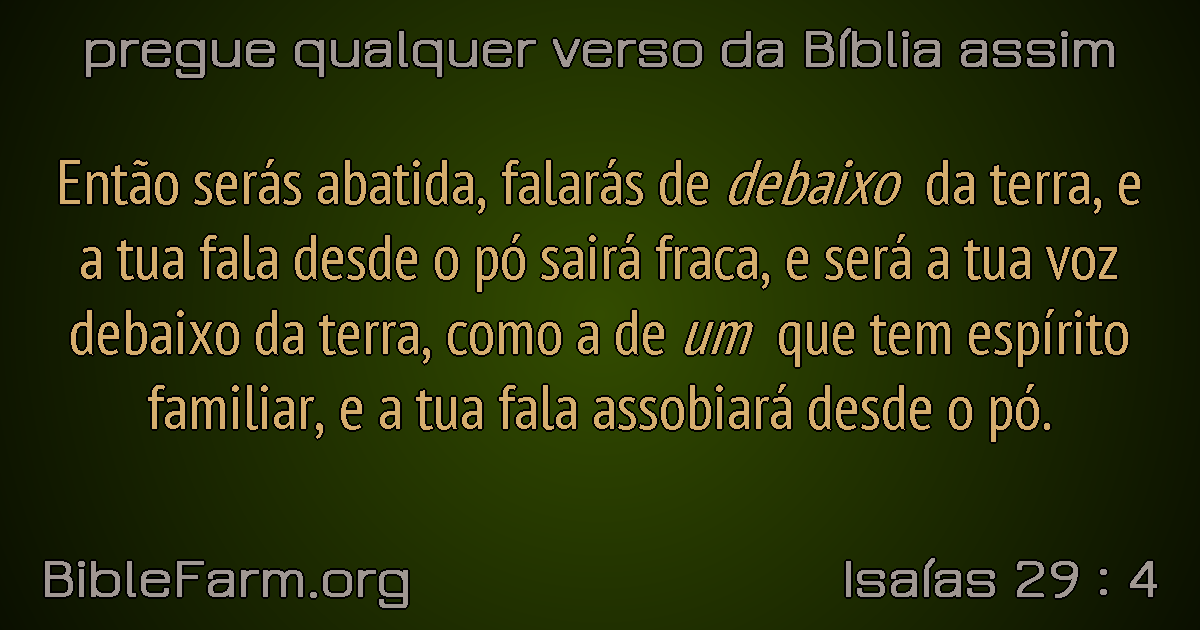 pregue qualquer verso da Bíblia assim
Então serás abatida, falarás de debaixo da terra, e
a tua fala desde o pó sairá fraca, e será a tua voz
debaixo da terra, como a de um que tem espírito
familiar, e a tua fala assobiará desde o pó.
BibleFarm.org
Isaías 29 : 4